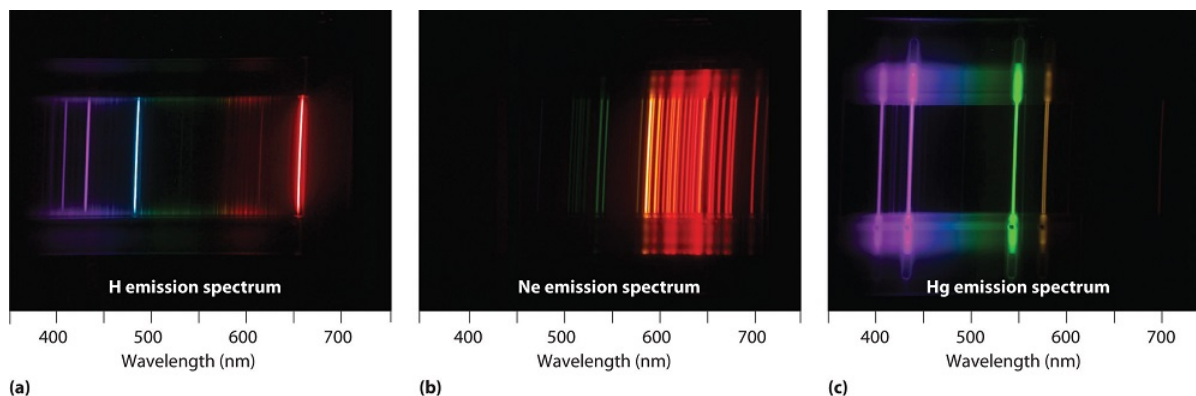 H emission spectrum
400 500 600 700
Wavelength (nm)
(a)
Ne emission spectrum
400 500 600 700
Wavelength (nm)
(b)
Hg emission spectrum
400 500 600 700
Wavelength (nm)
(c)